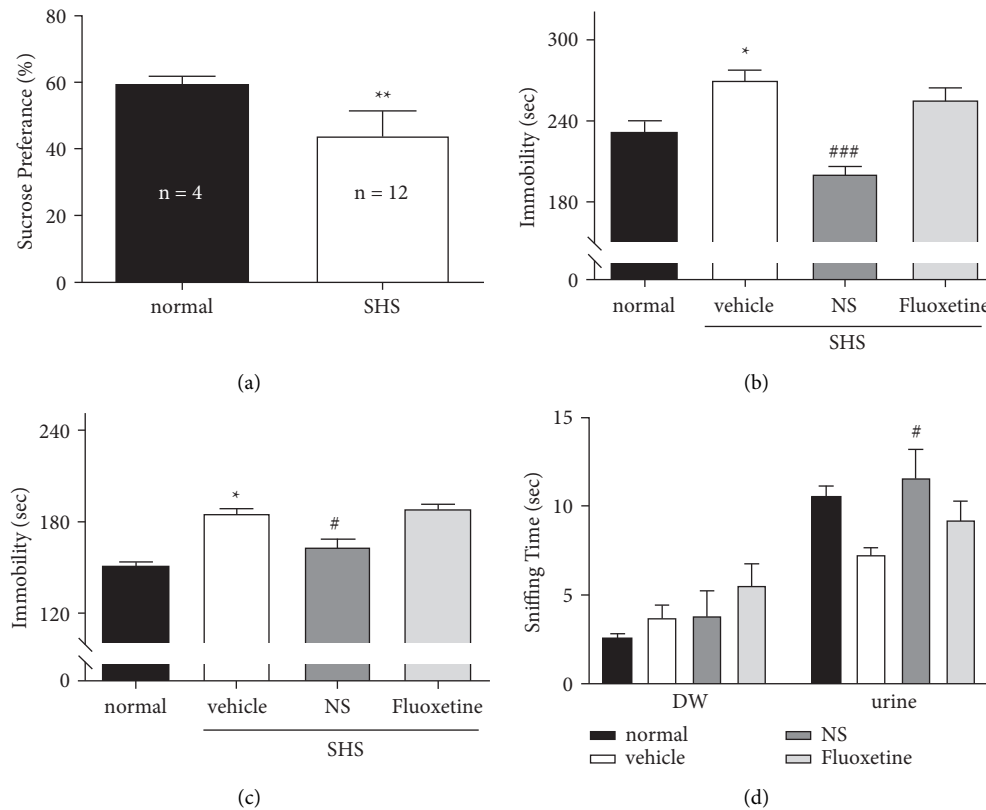 80
60
40
20
0
Sucrose Preferance (%)
**
n = 4
n = 12
normal SHS
(a)
300
240
180
0
Immobility (sec)
*
###
normal vehicle NS Fluoxetine
SHS
(b)
240
180
120
0
Immobility (sec)
*
#
normal vehicle NS Fluoxetine
SHS
(c)
15
10
5
0
Sniffing Time (sec)
#
DW urine
normal NS
vehicle Fluoxetine
(d)